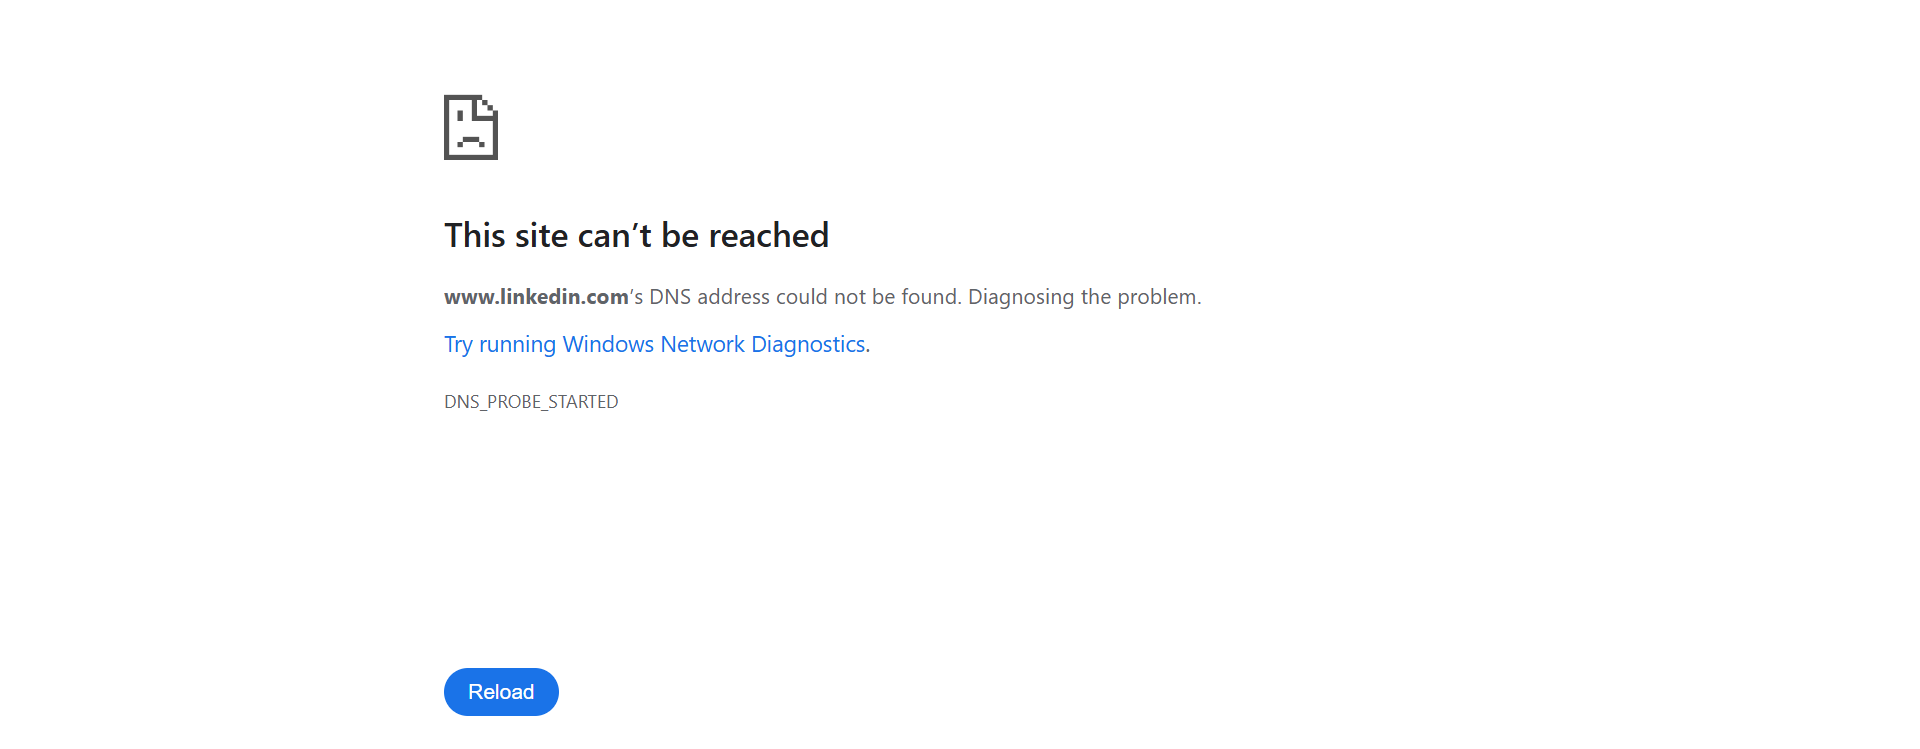 This site can’t be reached
www.linkedin.com’s DNS address could not be found. Diagnosing the problem.
Try running Windows Network Diagnostics.
DNS_PROBE_STARTED
Reload